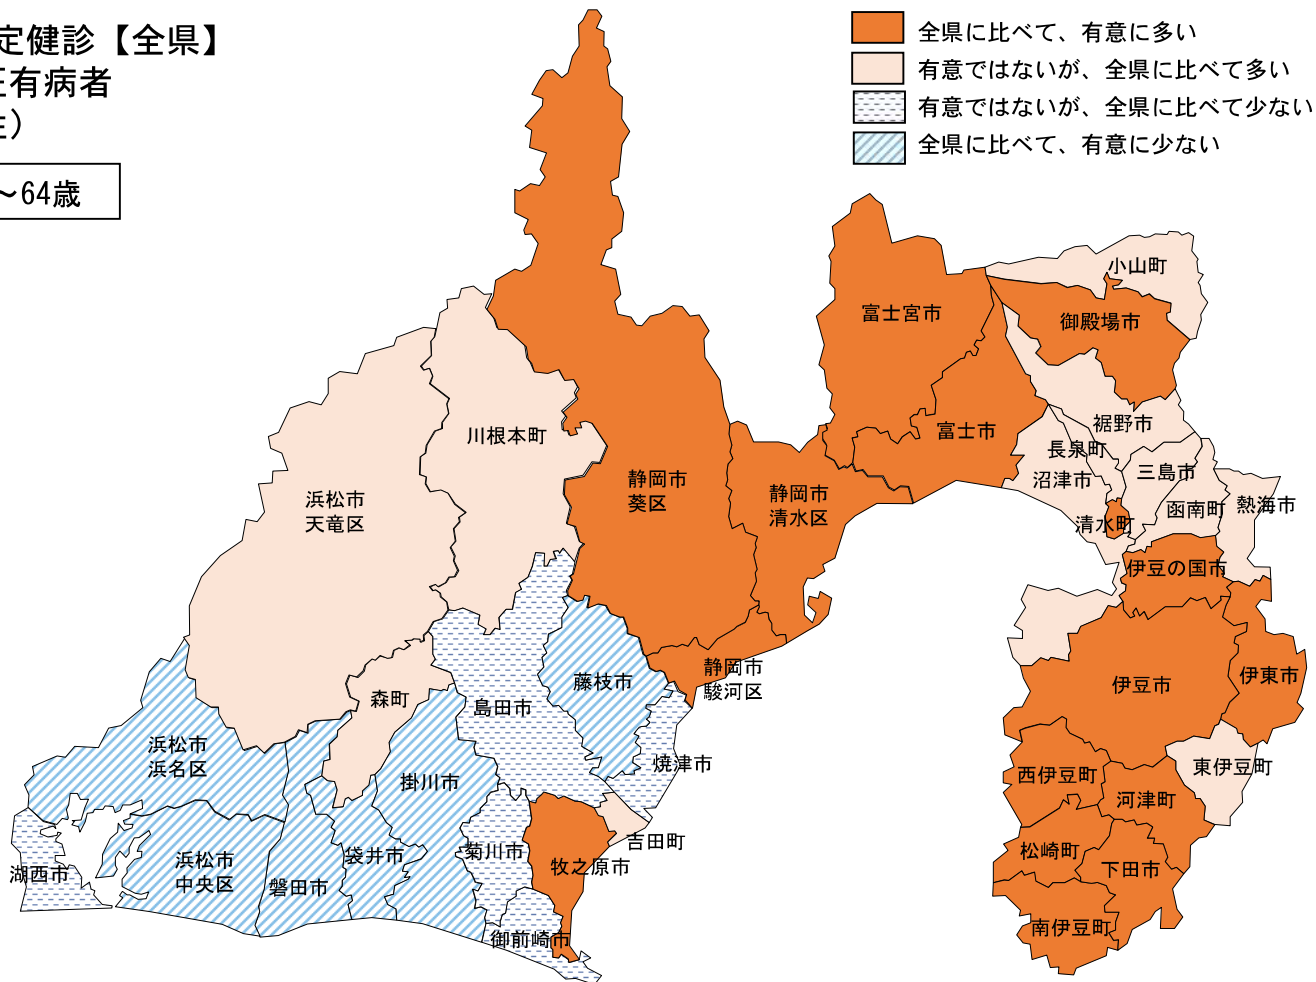 定健診【全県】
有病者
）
～64歳
全県に比べて、有意に多い
有意ではないが、全県に比べて多い
有意ではないが、全県に比べて少ない
全県に比べて、有意に少ない
小山町
富士宮市
御殿場市
裾野市
富士市
川根本町
長泉町
三島市
沼津市
静岡市
葵区
静岡市
清水区
浜松市
天竜区
函南町
熱海市
清水町
伊豆の国市
静岡市
駿河区
伊豆市
伊東市
藤枝市
森町
島田市
浜松市
浜名区
焼津市
東伊豆町
西伊豆町
掛川市
河津町
吉田町
菊川市
袋井市
松崎町
牧之原市
下田市
湖西市
浜松市
中央区
磐田市
南伊豆町
御前崎市